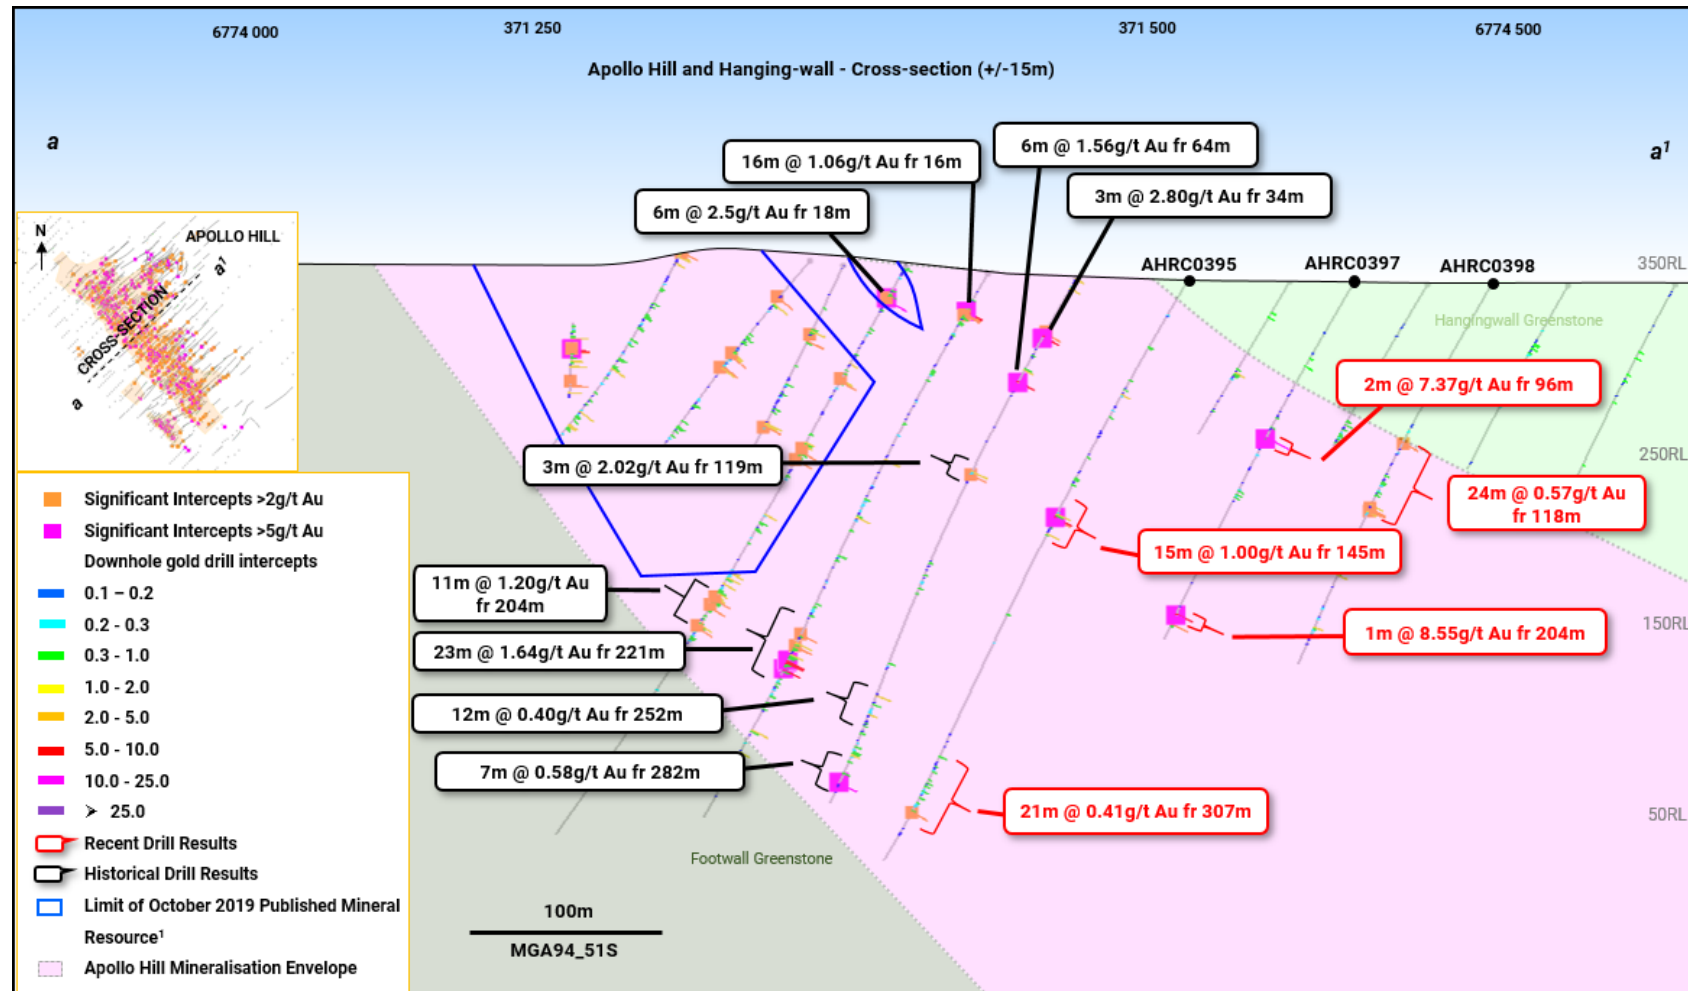 6774 000
371 250
371 500
6774 500
Apollo Hill and Hanging-wall - Cross-section (+/-15m)
a
a¹
16m @ 1.06g/t Au fr 16m
6m @ 1.56g/t Au fr 64m
6m @ 2.5g/t Au fr 18m
3m @ 2.80g/t Au fr 34m
N
APOLLO HILL
a¹
CROSS-SECTION
a
AHRC0395
AHRC0397
AHRC0398
350RL
Hangingwall Greenstone
2m @ 7.37g/t Au fr 96m
3m @ 2.02g/t Au fr 119m
250RL
24m @ 0.57g/t Au
fr 118m
15m @ 1.00g/t Au fr 145m
11m @ 1.20g/t Au
fr 204m
150RL
1m @ 8.55g/t Au fr 204m
23m @ 1.64g/t Au fr 221m
12m @ 0.40g/t Au fr 252m
7m @ 0.58g/t Au fr 282m
21m @ 0.41g/t Au fr 307m
50RL
Footwall Greenstone
100m
MGA94_51S
Significant Intercepts >2g/t Au
Significant Intercepts >5g/t Au
Downhole gold drill intercepts
0.1 – 0.2
0.2 - 0.3
0.3 - 1.0
1.0 - 2.0
2.0 - 5.0
5.0 - 10.0
10.0 - 25.0
➢ 25.0
Recent Drill Results
Historical Drill Results
Limit of October 2019 Published Mineral
Resource¹
Apollo Hill Mineralisation Envelope